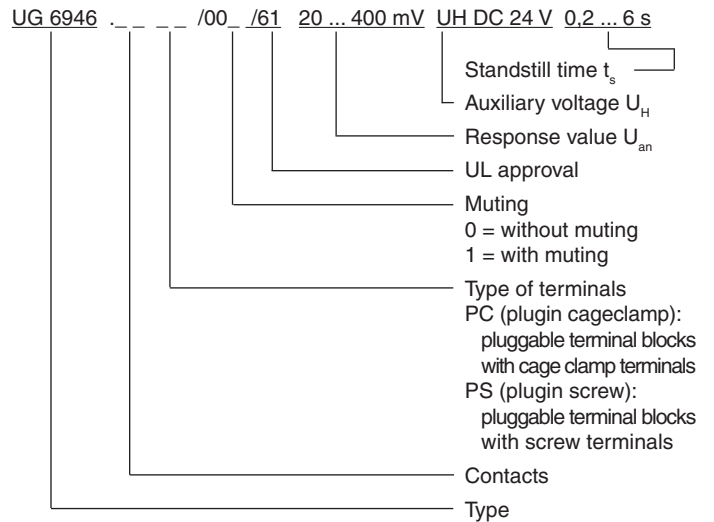 UG 6946 ._ _ _ _ /00_ /61 20 ... 400 mV UH DC 24 V 0,2 ... 6 s
Standstill time ts
Auxiliary voltage UH
Response value Uan
UL approval
Muting
0 = without muting
1 = with muting
Type of terminals
PC (plugin cageclamp):
pluggable terminal blocks
with cage clamp terminals
PS (plugin screw):
pluggable terminal blocks
with screw terminals
Contacts
Type